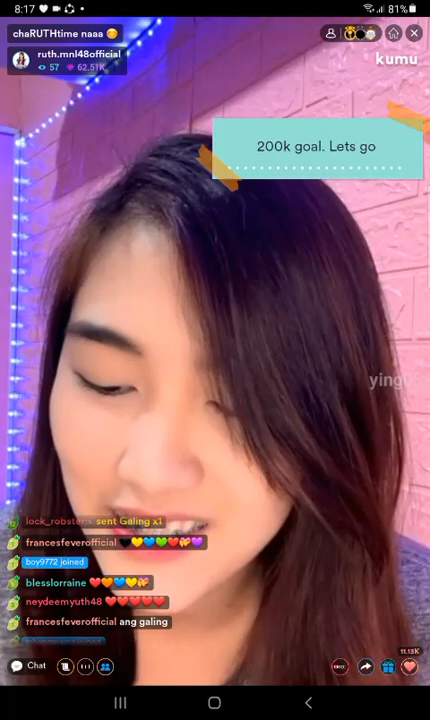 8:17
81%
chaRUTHtime naaa
ruth.mnl48official
57 62.51K
kumu
200k goal. Lets go
sent Galing x1
francesfeverofficial
boy9772 joined
blesslorraine
neydeemyuth48
francesfeverofficial ang galing
Chat
11.13K